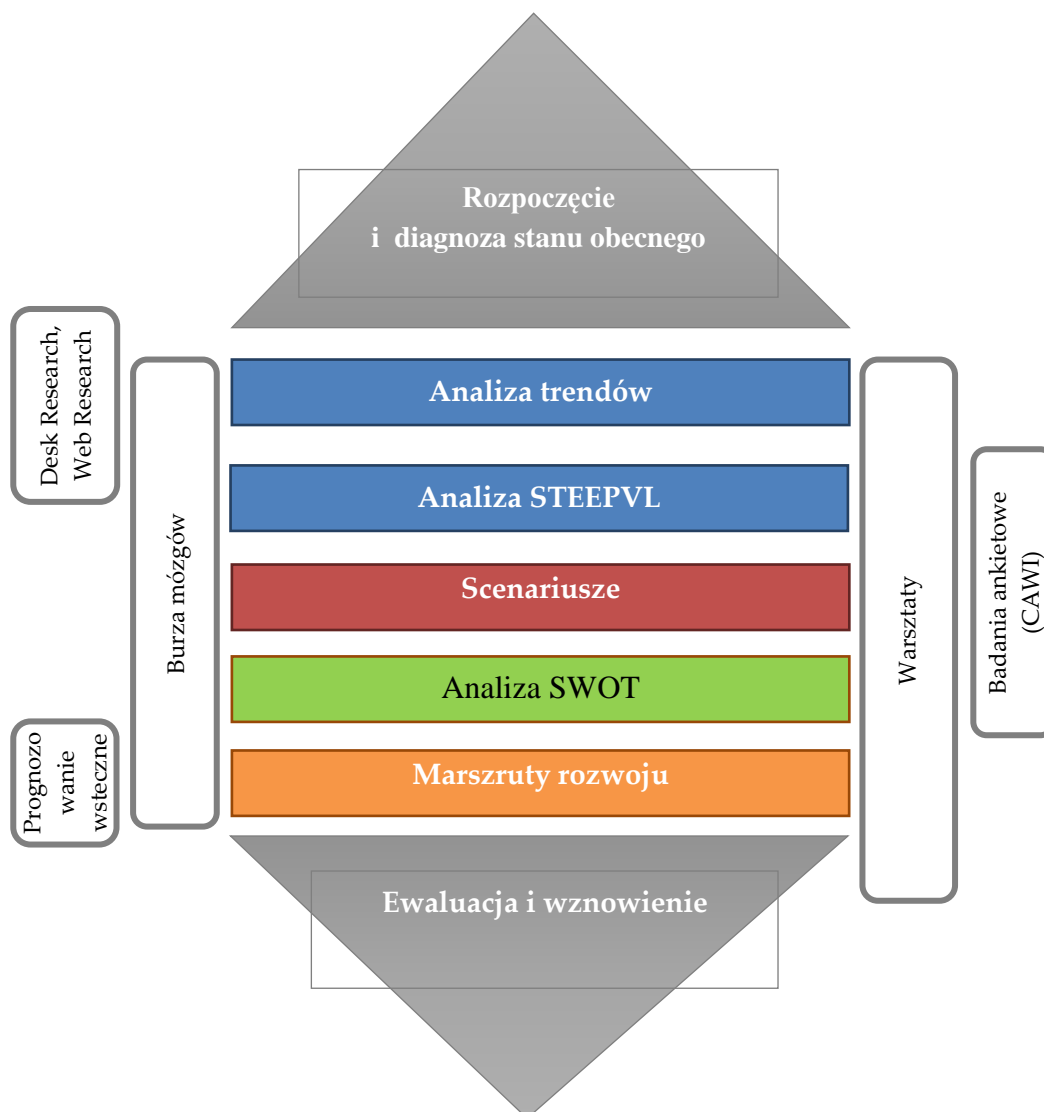 Rozpoczęcie
i diagnoza stanu obecnego
Desk Research,
Web Research
Burza mózgów
Prognozo
wanie
wsteczne
Analiza trendów
Analiza STEEPVL
Scenariusze
Analiza SWOT
Marszruty rozwoju
Warsztaty
Badania ankietowe
(CAWI)
Ewaluacja i wznowienie